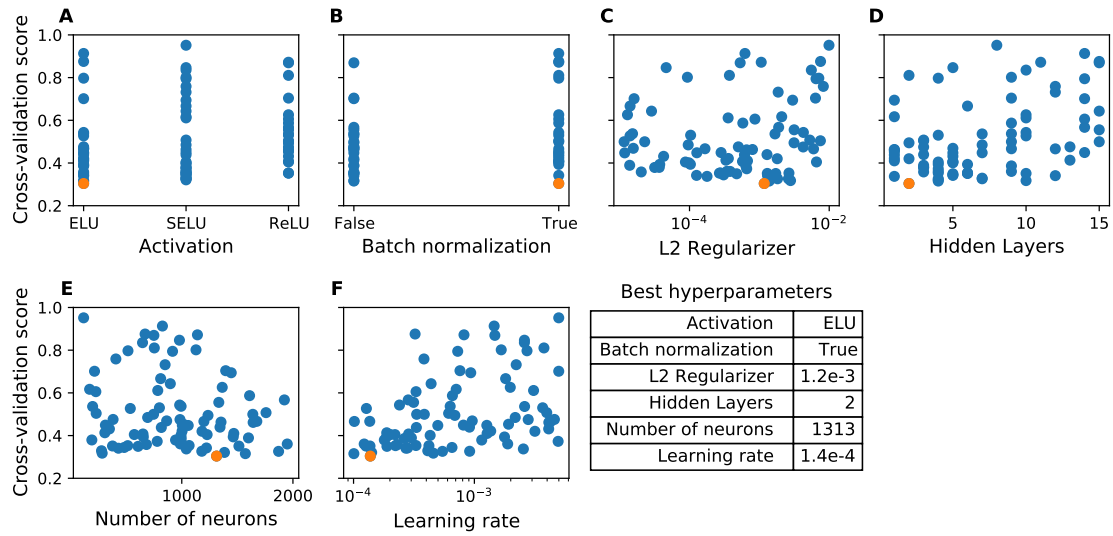 A
B
C
D
Cross-validation score
1.0
0.8
0.6
0.4
0.2
ELU
SELU
ReLU
Activation
False
True
Batch normalization
10⁻⁴
10⁻²
L2 Regularizer
5
10
15
Hidden Layers
E
F
Cross-validation score
1.0
0.8
0.6
0.4
0.2
1000
2000
Number of neurons
10⁻⁴
10⁻³
Learning rate
Best hyperparameters
Activation ELU
Batch normalization True
L2 Regularizer 1.2e-3
Hidden Layers 2
Number of neurons 1313
Learning rate 1.4e-4